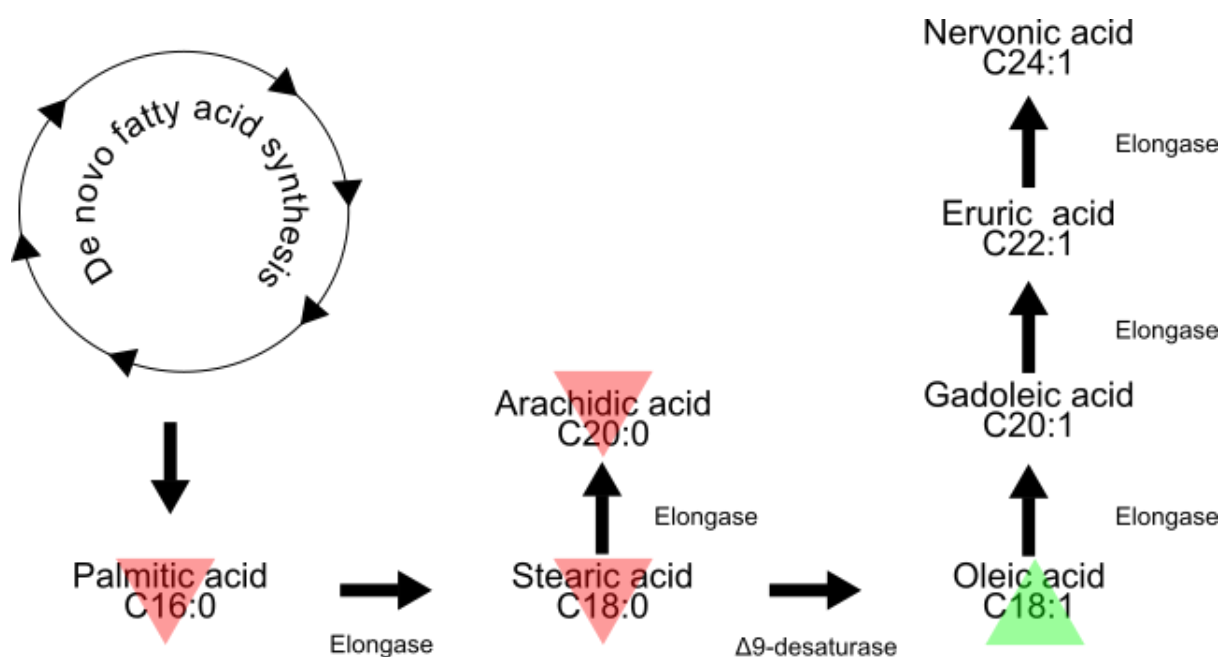 De novo fatty acid synthesis
Nervonic acid
C24:1
Elongase
Eruric acid
C22:1
Elongase
Arachidic acid
C20:0
Gadoleic acid
C20:1
Elongase
Elongase
Palmitic acid
C16:0
Elongase
Stearic acid
C18:0
Δ9-desaturase
Oleic acid
C18:1